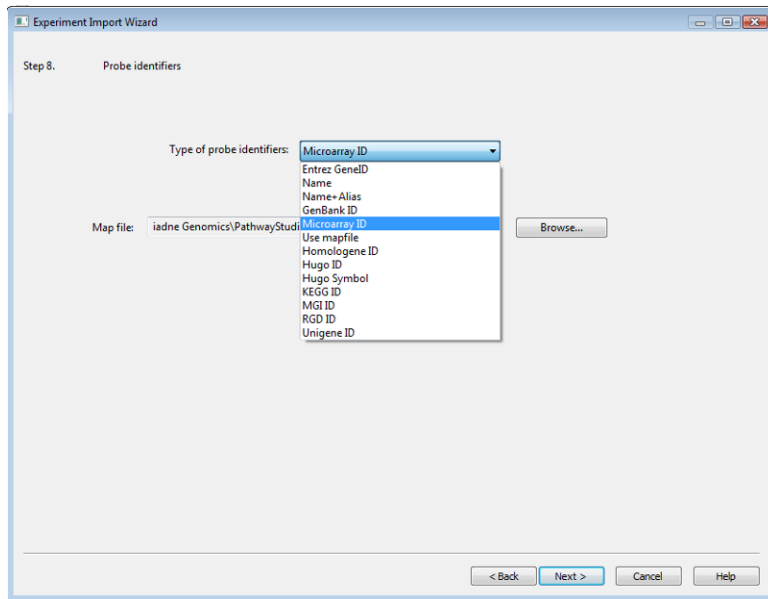 Experiment Import Wizard
Step 8. Probe identifiers
Type of probe identifiers: Microarray ID
Entrez GeneID
Name
Name+Alias
GenBank ID
Microarray ID
Map file: iadne Genomics\PathwayStudi Browse...
Use mapfile
Homologene ID
Hugo ID
Hugo Symbol
KEGG ID
MGI ID
RGD ID
Unigene ID
< Back Next > Cancel Help